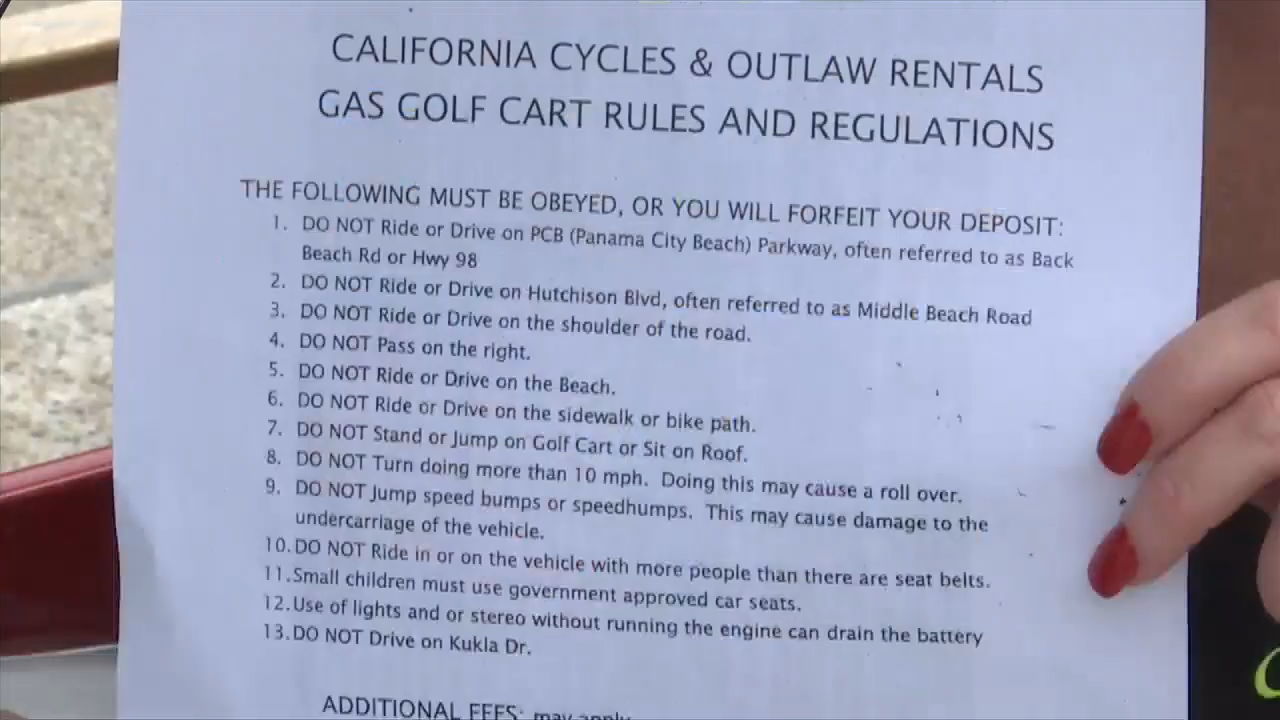 CALIFORNIA CYCLES & OUTLAW RENTALS
GAS GOLF CART RULES AND REGULATIONS
THE FOLLOWING MUST BE OBEYED, OR YOU WILL FORFEIT YOUR DEPOSIT:
1. DO NOT Ride or Drive on PCB (Panama City Beach) Parkway, often referred to as Back
Beach Rd or Hwy 98
2. DO NOT Ride or Drive on Hutchison Blvd, often referred to as Middle Beach Road
3. DO NOT Ride or Drive on the shoulder of the road.
4. DO NOT Pass on the right.
5. DO NOT Ride or Drive on the Beach.
6. DO NOT Ride or Drive on the sidewalk or bike path.
7. DO NOT Stand or Jump on Golf Cart or Sit on Roof.
8. DO NOT Turn doing more than 10 mph. Doing this may cause a roll over.
9. DO NOT Jump speed bumps or speedhumps. This may cause damage to the
undercarriage of the vehicle.
10. DO NOT Ride in or on the vehicle with more people than there are seat belts.
11. Small children must use government approved car seats.
12. Use of lights and or stereo without running the engine can drain the battery
13. DO NOT Drive on Kukla Dr.
ADDITIONAL FEES: may apply